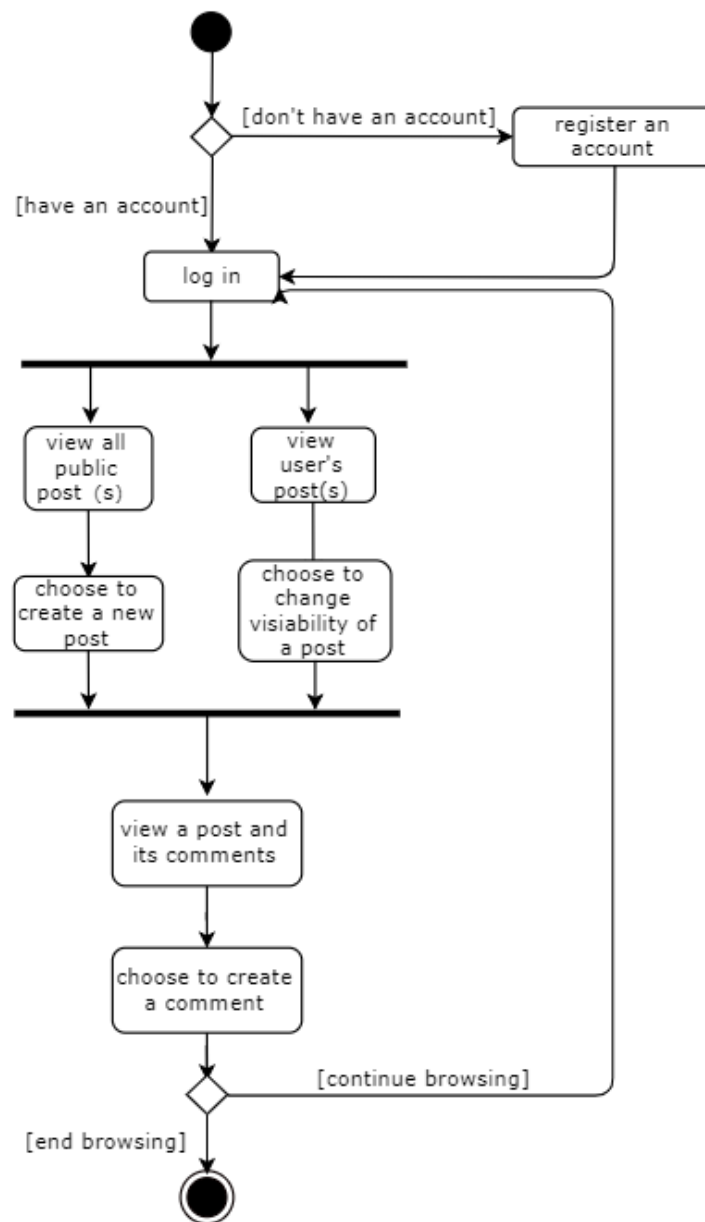 [don't have an account]
register an
account
[have an account]
log in
view all
public
post (s)
view
user's
post(s)
choose to
create a new
post
choose to
change
visiability of
a post
view a post and
its comments
choose to create
a comment
[continue browsing]
[end browsing]